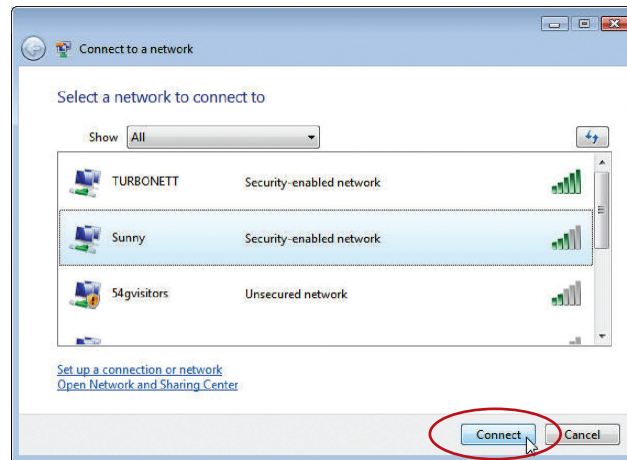 Connect to a network
Select a network to connect to
Show All
TURBONETT Security-enabled network
Sunny Security-enabled network
54gvisitors Unsecured network
Set up a connection or network
Open Network and Sharing Center
Connect Cancel